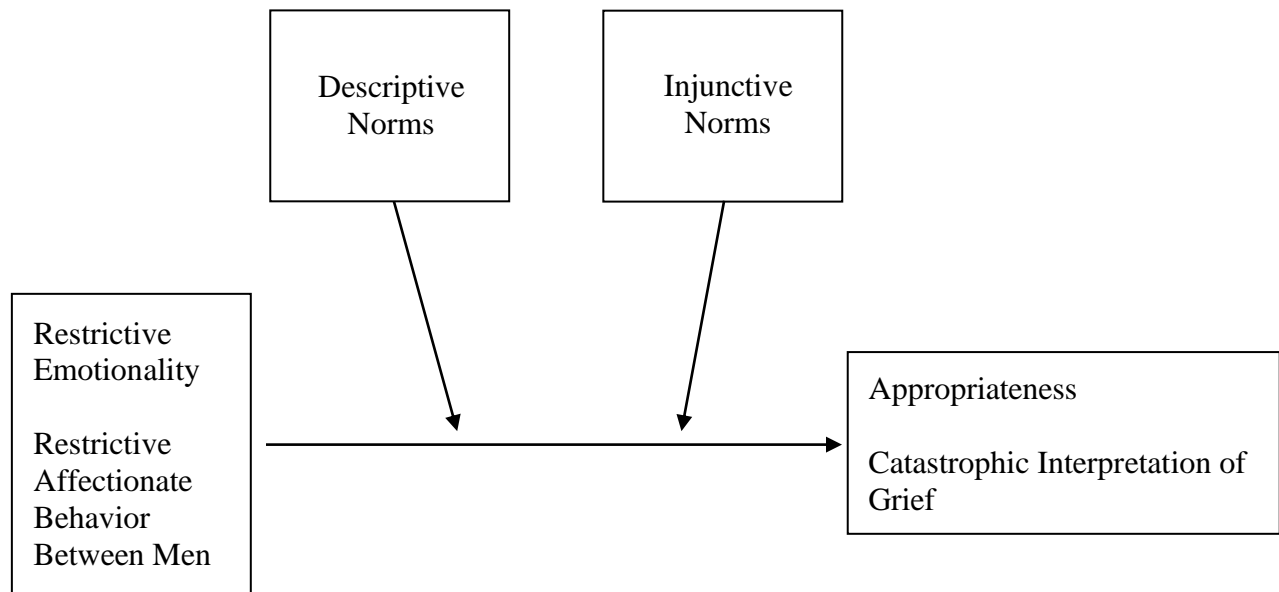 Descriptive
Norms
Injunctive
Norms
Restrictive
Emotionality
Restrictive
Affectionate
Behavior
Between Men
Appropriateness
Catastrophic Interpretation of
Grief